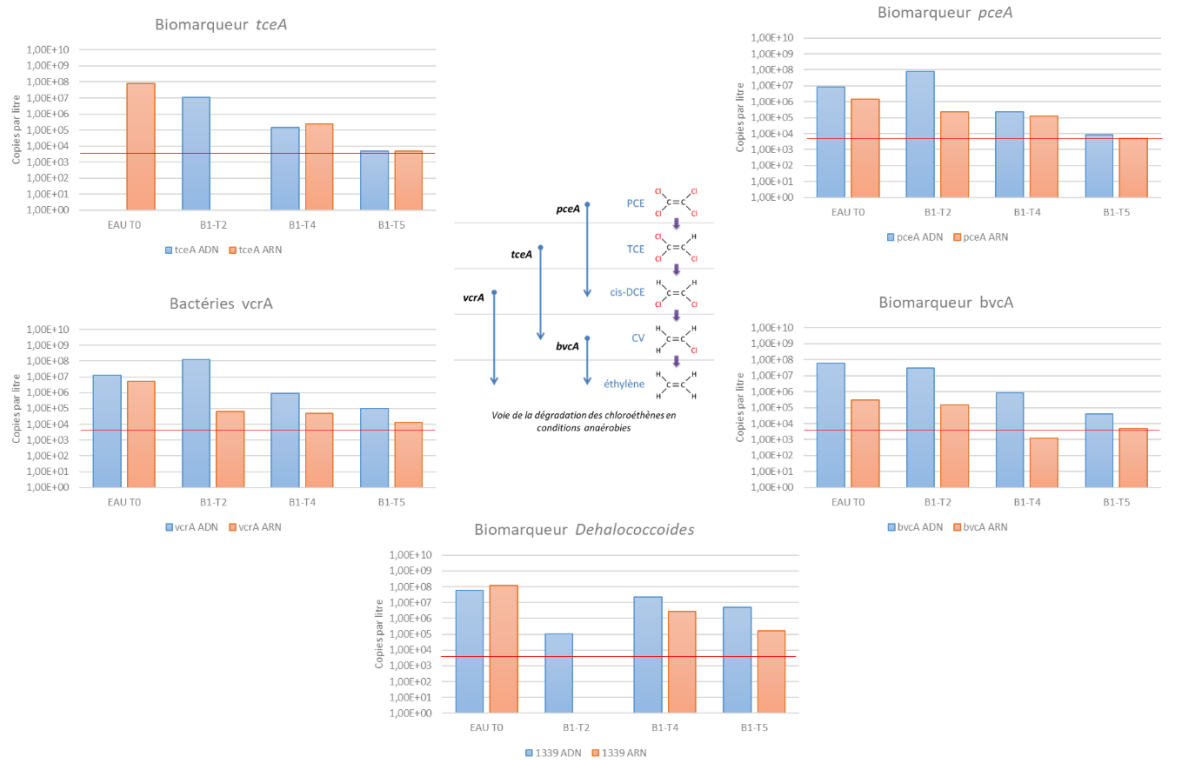 Biomarqueur tceA
Copies par litre
1,00E+10
1,00E+09
1,00E+08
1,00E+07
1,00E+06
1,00E+05
1,00E+04
1,00E+03
1,00E+02
1,00E+01
1,00E+00
EAU T0 B1-T2 B1-T4 B1-T5
tceA ADN tceA ARN
Biomarqueur pceA
Copies par litre
1,00E+10
1,00E+09
1,00E+08
1,00E+07
1,00E+06
1,00E+05
1,00E+04
1,00E+03
1,00E+02
1,00E+01
1,00E+00
EAU T0 B1-T2 B1-T4 B1-T5
pceA ADN pceA ARN
pceA
tceA
vcrA
bvcA
PCE
Cl Cl
C=C
Cl Cl
TCE
Cl H
C=C
Cl Cl
cis-DCE
H H
C=C
Cl Cl
CV
H H
C=C
H Cl
éthylène
H H
C=C
H H
Voie de la dégradation des chloroéthènes en
conditions anaérobies
Bactéries vcrA
Copies par litre
1,00E+10
1,00E+09
1,00E+08
1,00E+07
1,00E+06
1,00E+05
1,00E+04
1,00E+03
1,00E+02
1,00E+01
1,00E+00
EAU T0 B1-T2 B1-T4 B1-T5
vcrA ADN vcrA ARN
Biomarqueur bvcA
Copies par litre
1,00E+10
1,00E+09
1,00E+08
1,00E+07
1,00E+06
1,00E+05
1,00E+04
1,00E+03
1,00E+02
1,00E+01
1,00E+00
EAU T0 B1-T2 B1-T4 B1-T5
bvcA ADN bvcA ARN
Biomarqueur Dehalococcoides
Copies par litre
1,00E+10
1,00E+09
1,00E+08
1,00E+07
1,00E+06
1,00E+05
1,00E+04
1,00E+03
1,00E+02
1,00E+01
1,00E+00
EAU T0 B1-T2 B1-T4 B1-T5
1339 ADN 1339 ARN